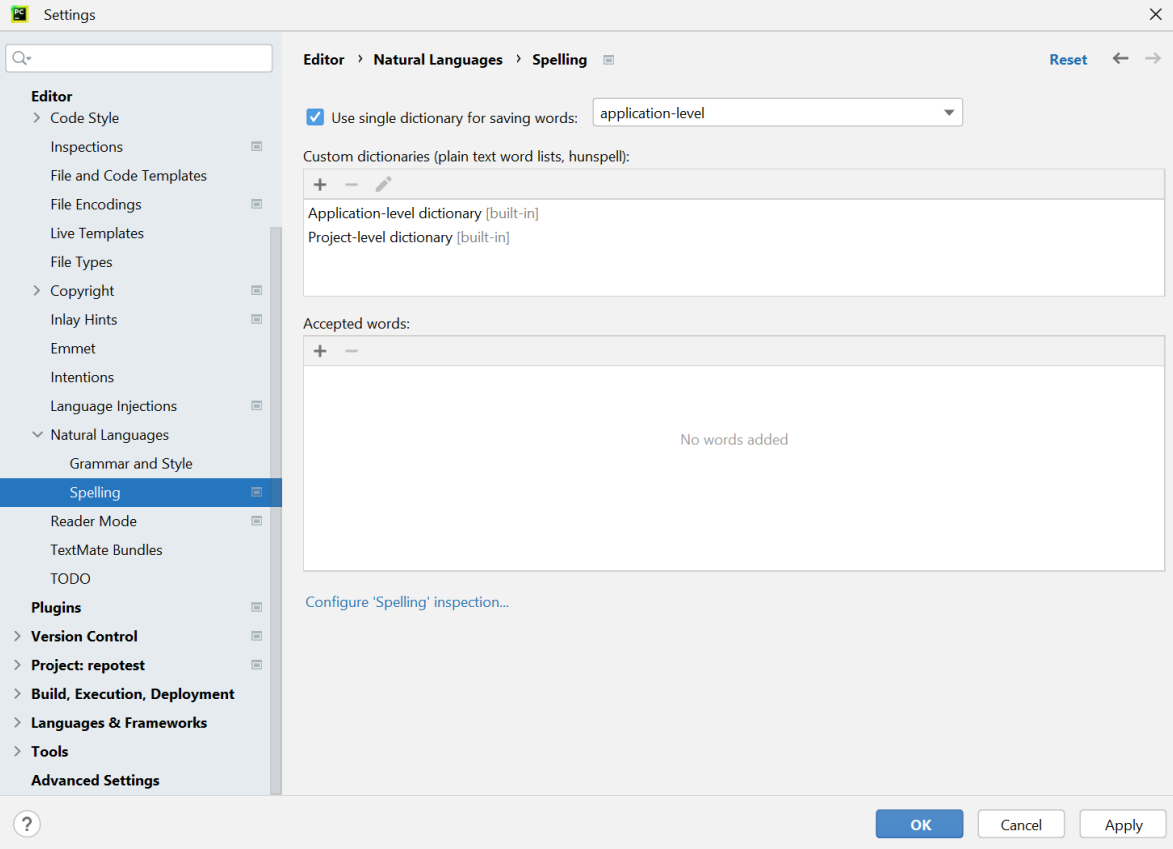 PC
Settings
Editor
Code Style
Inspections
File and Code Templates
File Encodings
Live Templates
File Types
Copyright
Inlay Hints
Emmet
Intentions
Language Injections
Natural Languages
Grammar and Style
Spelling
Reader Mode
TextMate Bundles
TODO
Plugins
Version Control
Project: repotest
Build, Execution, Deployment
Languages & Frameworks
Tools
Advanced Settings
Editor › Natural Languages › Spelling
Reset
Use single dictionary for saving words: application-level
Custom dictionaries (plain text word lists, hunspell):
Application-level dictionary [built-in]
Project-level dictionary [built-in]
Accepted words:
No words added
Configure 'Spelling' inspection...
?
OK Cancel Apply